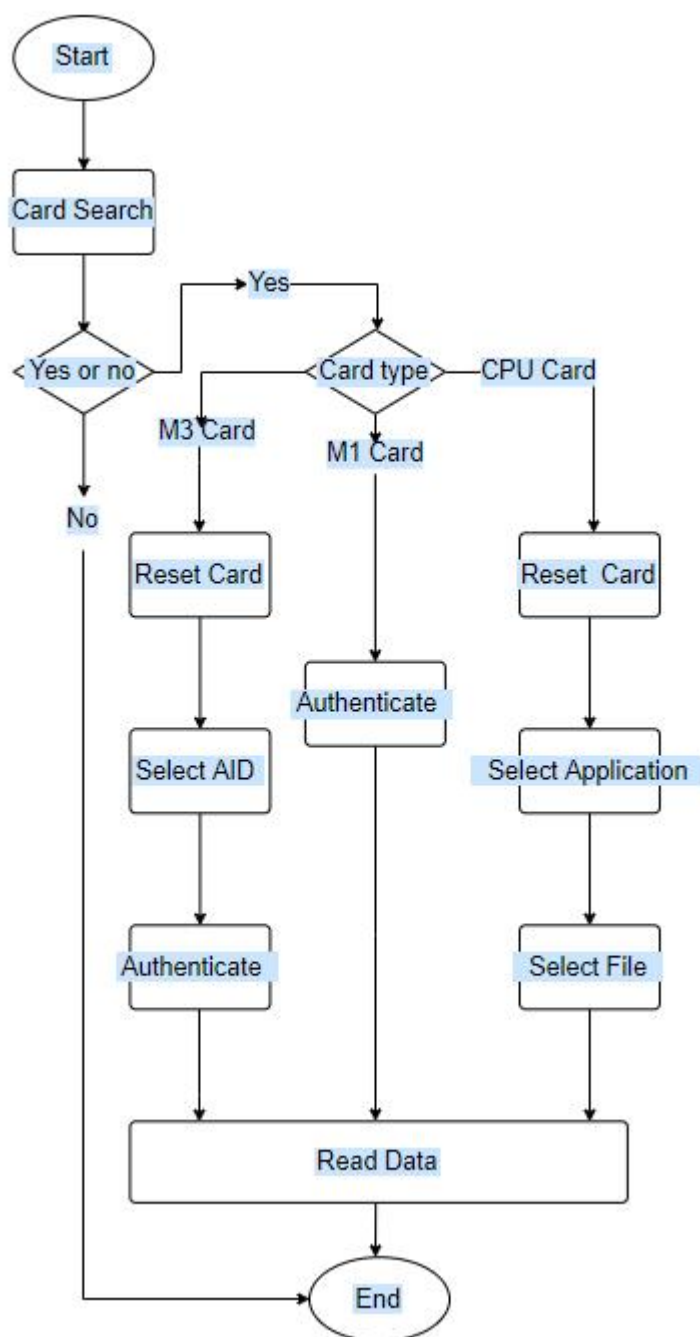 Start
Card Search
Yes
Yes or no
Card type
CPU Card
M3 Card
M1 Card
No
Reset Card
Reset  Card
Authenticate
Select AID
Select Application
Authenticate
Select File
Read Data
End